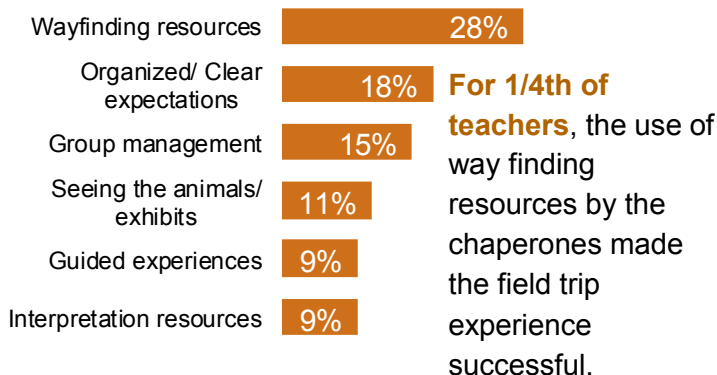 Wayfinding resources
28%
Organized/ Clear
expectations
18%
Group management
15%
Seeing the animals/
exhibits
11%
Guided experiences
9%
Interpretation resources
9%
For 1/4th of
teachers, the use of
way finding
resources by the
chaperones made
the field trip
experience
successful.